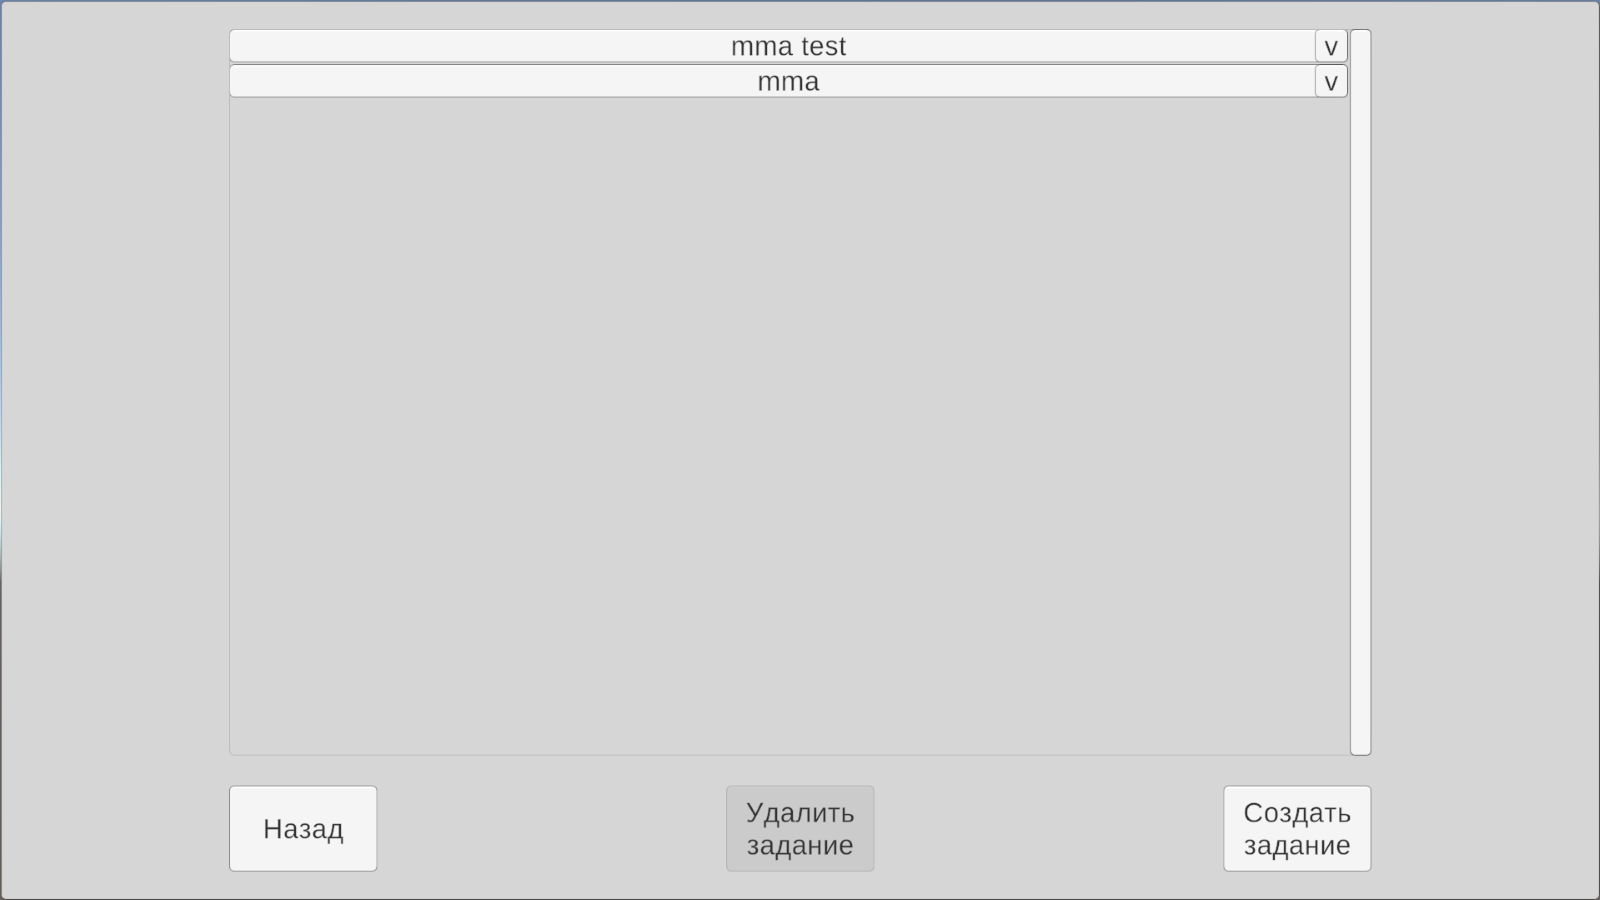 mma test
v
mma
v
Назад
Удалить
задание
Создать
задание